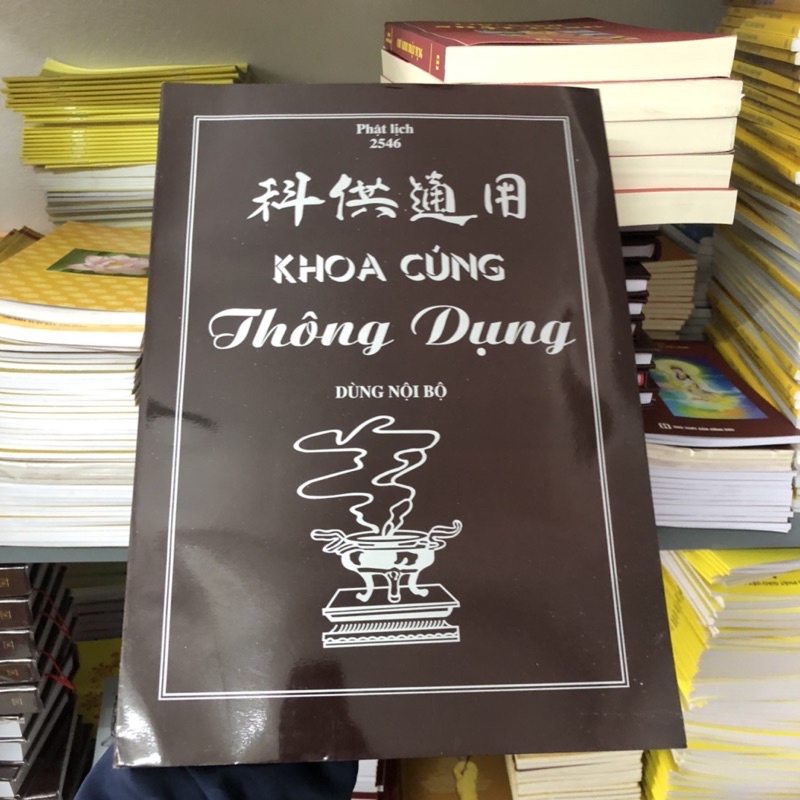 Phật lịch
2546
科供通用
KHOA CÚNG
Thông Dụng
DÙNG NỘI BỘ